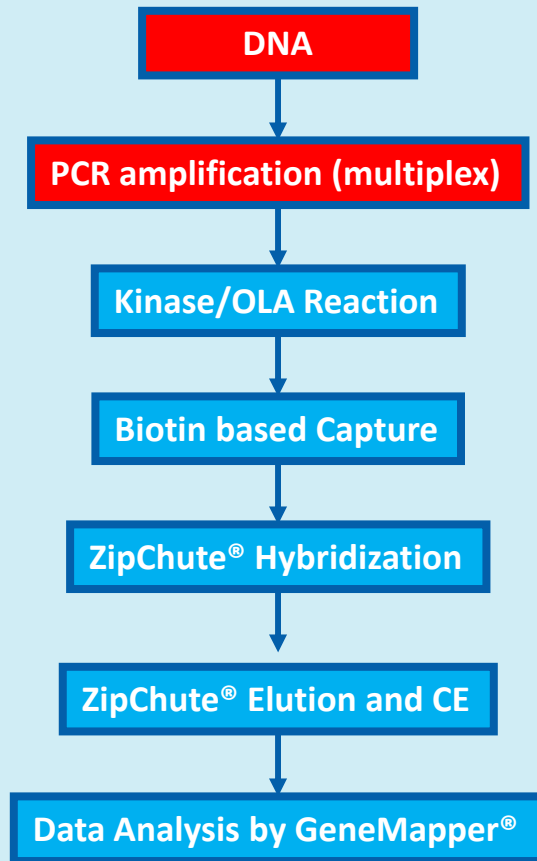 DNA
PCR amplification (multiplex)
Kinase/OLA Reaction
Biotin based Capture
ZipChute® Hybridization
ZipChute® Elution and CE
Data Analysis by GeneMapper®